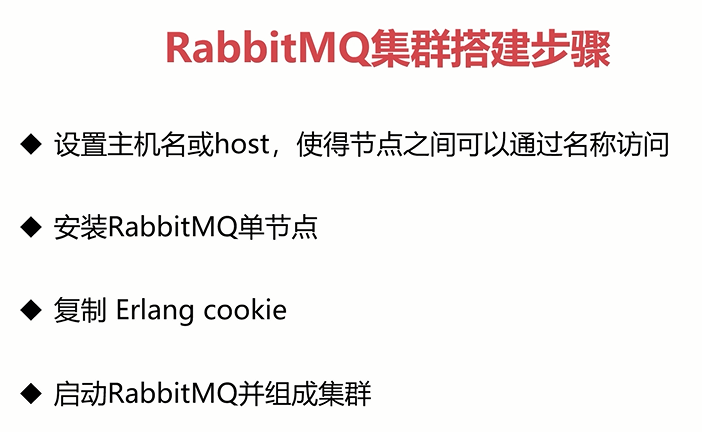 RabbitMQ集群搭建步骤
◆ 设置主机名或host，使得节点之间可以通过名称访问
◆ 安装RabbitMQ单节点
◆ 复制 Erlang cookie
◆ 启动RabbitMQ并组成集群